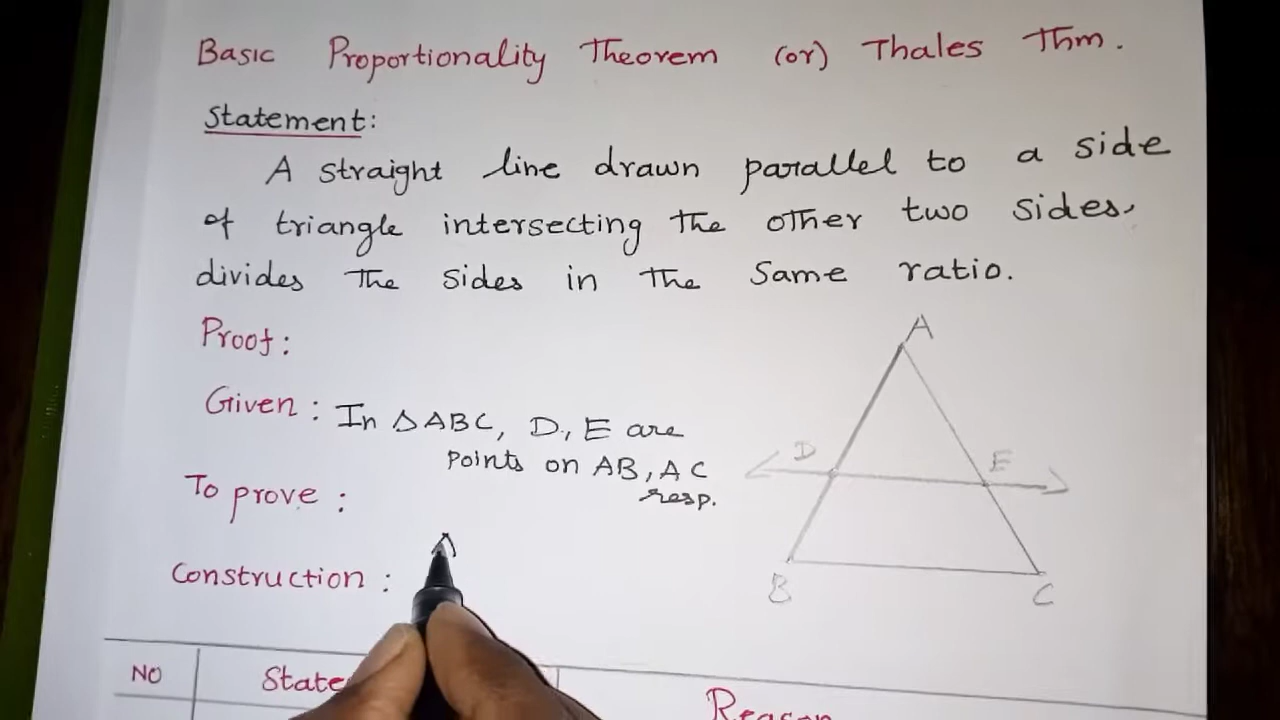 Basic Proportionality Theorem (or) Thales Thm.
Statement:
A straight line drawn parallel to a side
of triangle intersecting the other two sides,
divides the sides in the same ratio.
Proof:
Given: In ΔABC, D, E are
points on AB, AC
resp.
To prove:
Construction:
A
D
E
B
C
NO
Reason